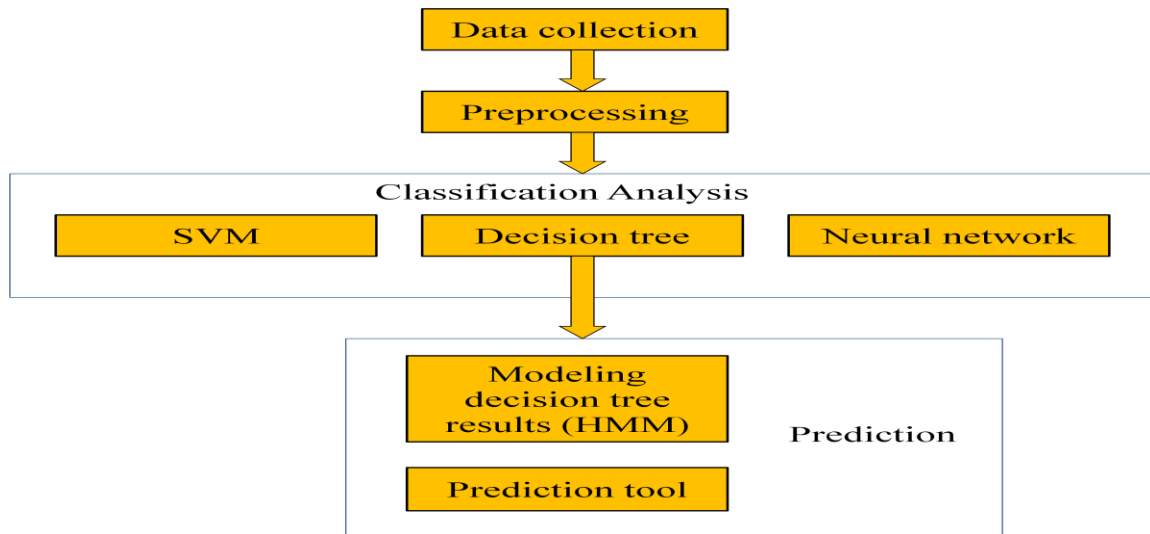 Data collection
Preprocessing
Classification Analysis
SVM
Decision tree
Neural network
Modeling
decision tree
results (HMM)
Prediction
Prediction tool